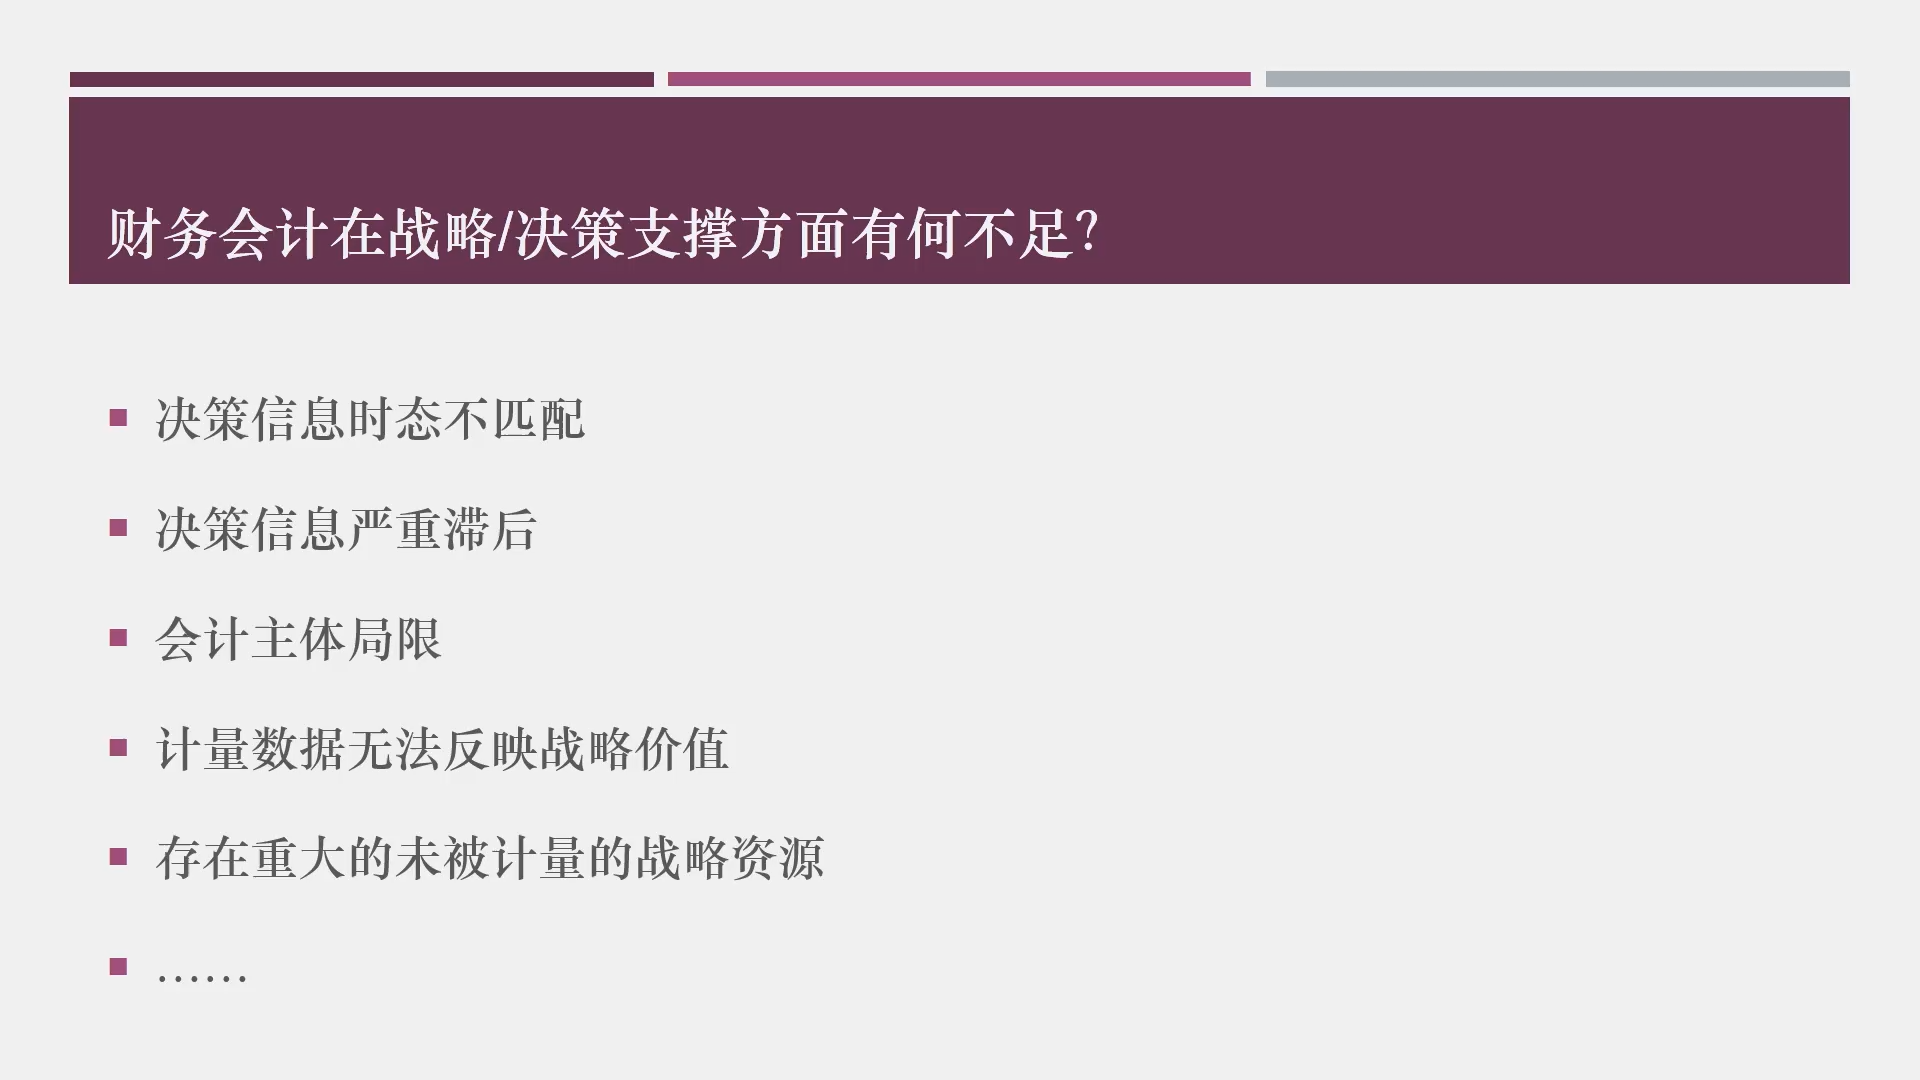 财务会计在战略/决策支撑方面有何不足?
决策信息时态不匹配
决策信息严重滞后
会计主体局限
计量数据无法反映战略价值
存在重大的未被计量的战略资源
……